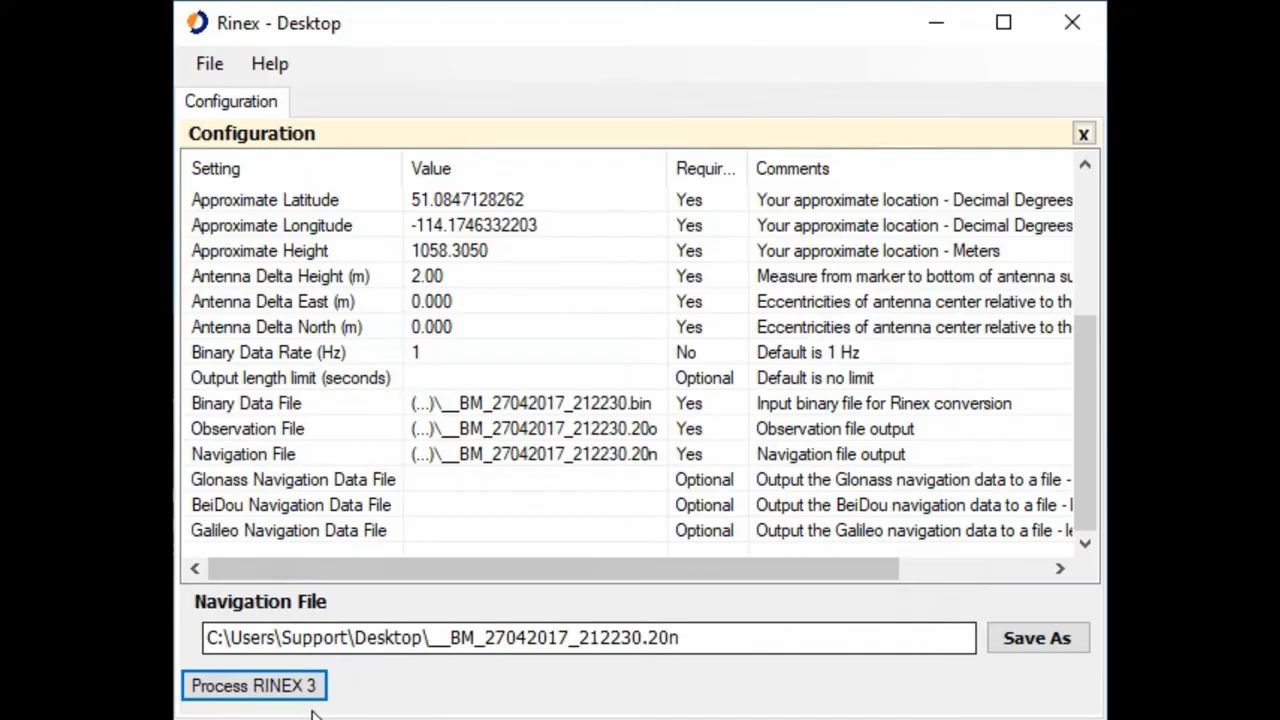 Rinex - Desktop
File Help
Configuration
Configuration x
Setting Value Requir... Comments
Approximate Latitude 51.0847128262 Yes Your approximate location - Decimal Degrees
Approximate Longitude -114.1746332203 Yes Your approximate location - Decimal Degrees
Approximate Height 1058.3050 Yes Your approximate location - Meters
Antenna Delta Height (m) 2.00 Yes Measure from marker to bottom of antenna su
Antenna Delta East (m) 0.000 Yes Eccentricities of antenna center relative to the
Antenna Delta North (m) 0.000 Yes Eccentricities of antenna center relative to the
Binary Data Rate (Hz) 1 No Default is 1 Hz
Output length limit (seconds) Optional Default is no limit
Binary Data File (...)\__BM_27042017_212230.bin Yes Input binary file for Rinex conversion
Observation File (...)\__BM_27042017_212230.20o Yes Observation file output
Navigation File (...)\__BM_27042017_212230.20n Yes Navigation file output
Glonass Navigation Data File Optional Output the Glonass navigation data to a file -
BeiDou Navigation Data File Optional Output the BeiDou navigation data to a file - l
Galileo Navigation Data File Optional Output the Galileo navigation data to a file - le
Navigation File
C:\Users\Support\Desktop\__BM_27042017_212230.20n Save As
Process RINEX 3